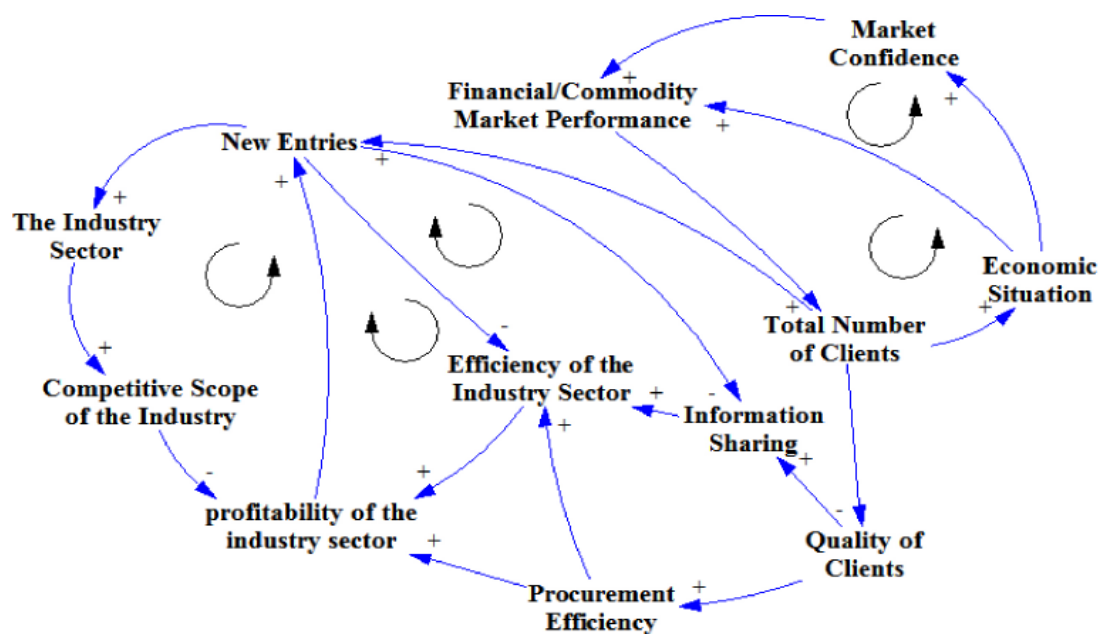 Market
Confidence
Financial/Commodity
Market Performance
+
+
+
New Entries
+
+
+
The Industry
Sector
Economic
Situation
+
+
Total Number
of Clients
-
+
Competitive Scope
of the Industry
Efficiency of the
Industry Sector
+
-
Information
Sharing
+
+
-
+
-
profitability of the
industry sector
+
Quality of
Clients
Procurement
Efficiency
+